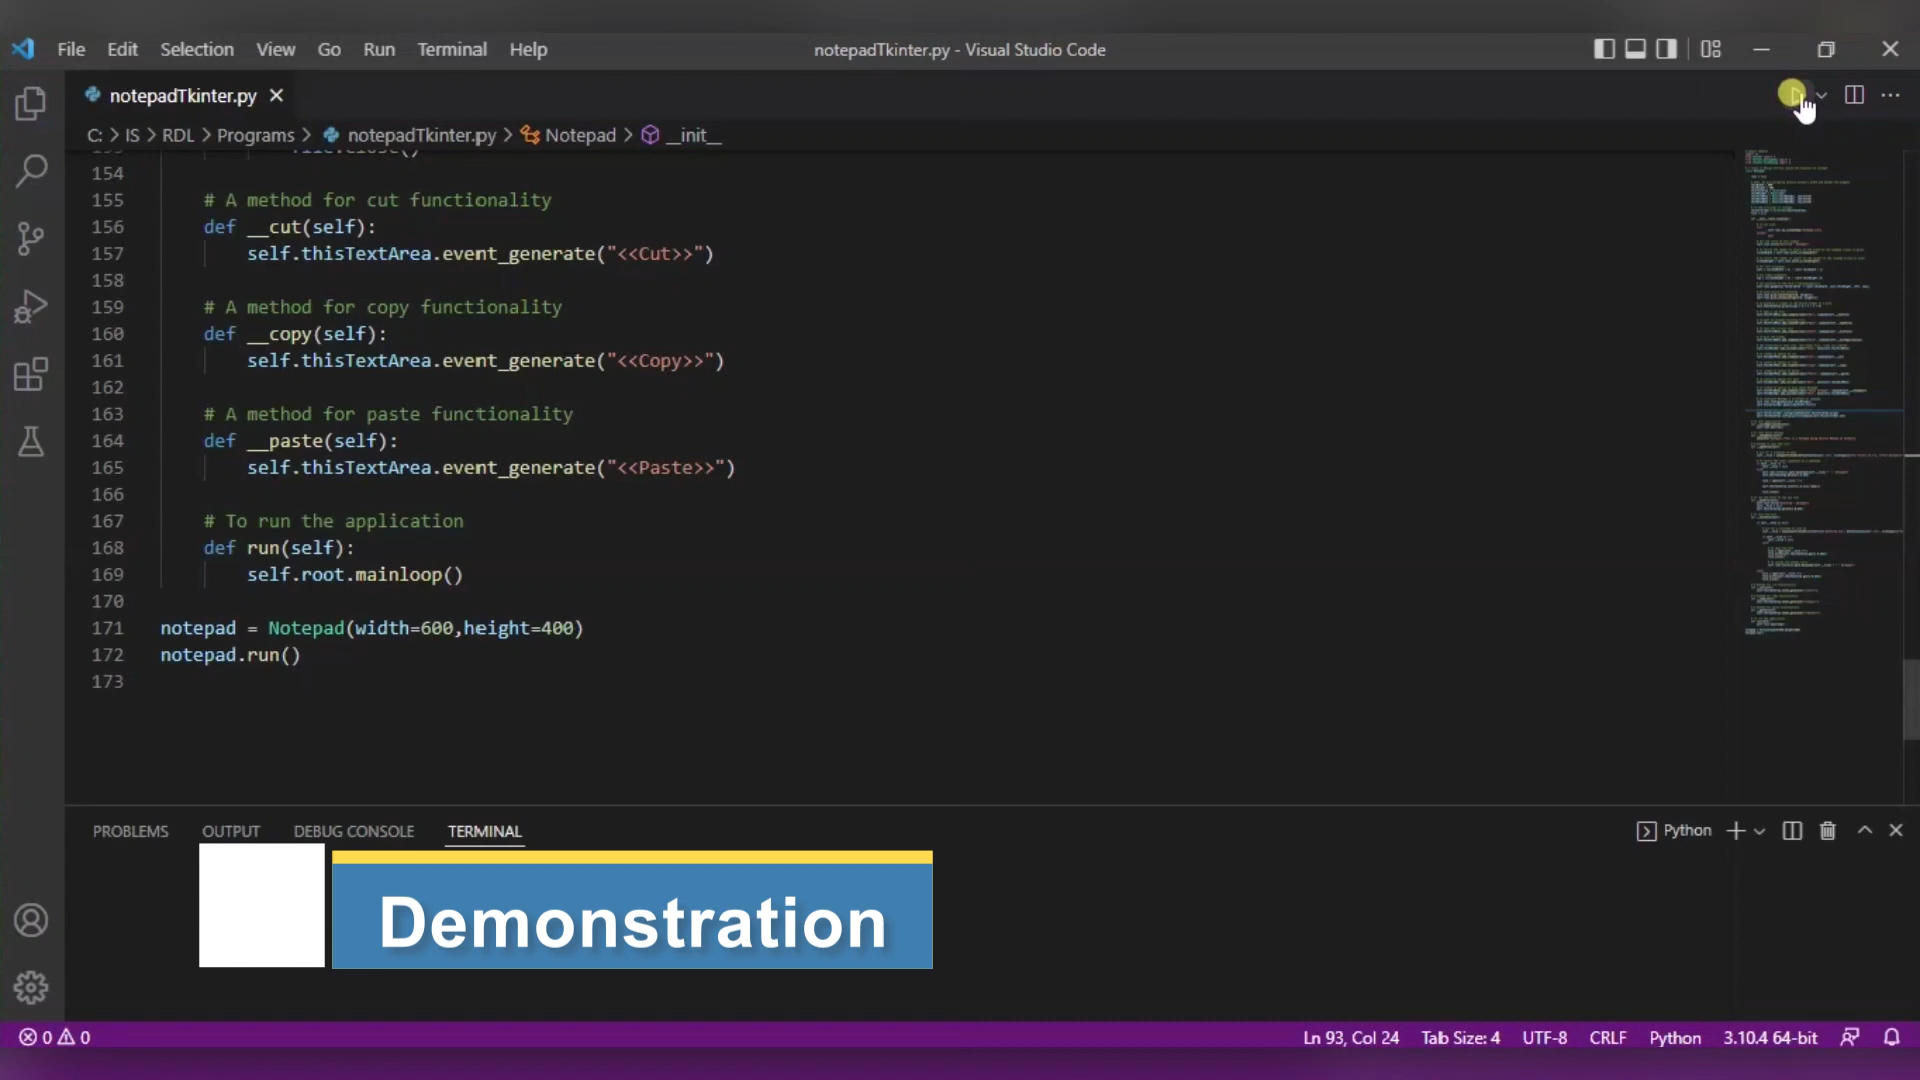 File Edit Selection View Go Run Terminal Help notepadTkinter.py - Visual Studio Code
notepadTkinter.py
C: > IS > RDL > Programs > notepadTkinter.py > Notepad > __init__
154
155 # A method for cut functionality
156 def __cut(self):
157 self.thisTextArea.event_generate("<<Cut>>")
158
159 # A method for copy functionality
160 def __copy(self):
161 self.thisTextArea.event_generate("<<Copy>>")
162
163 # A method for paste functionality
164 def __paste(self):
165 self.thisTextArea.event_generate("<<Paste>>")
166
167 # To run the application
168 def run(self):
169 self.root.mainloop()
170
171 notepad = Notepad(width=600,height=400)
172 notepad.run()
173
PROBLEMS OUTPUT DEBUG CONSOLE TERMINAL Python
Demonstration
0 0 Ln 93, Col 24 Tab Size: 4 UTF-8 CRLF Python 3.10.4 64-bit